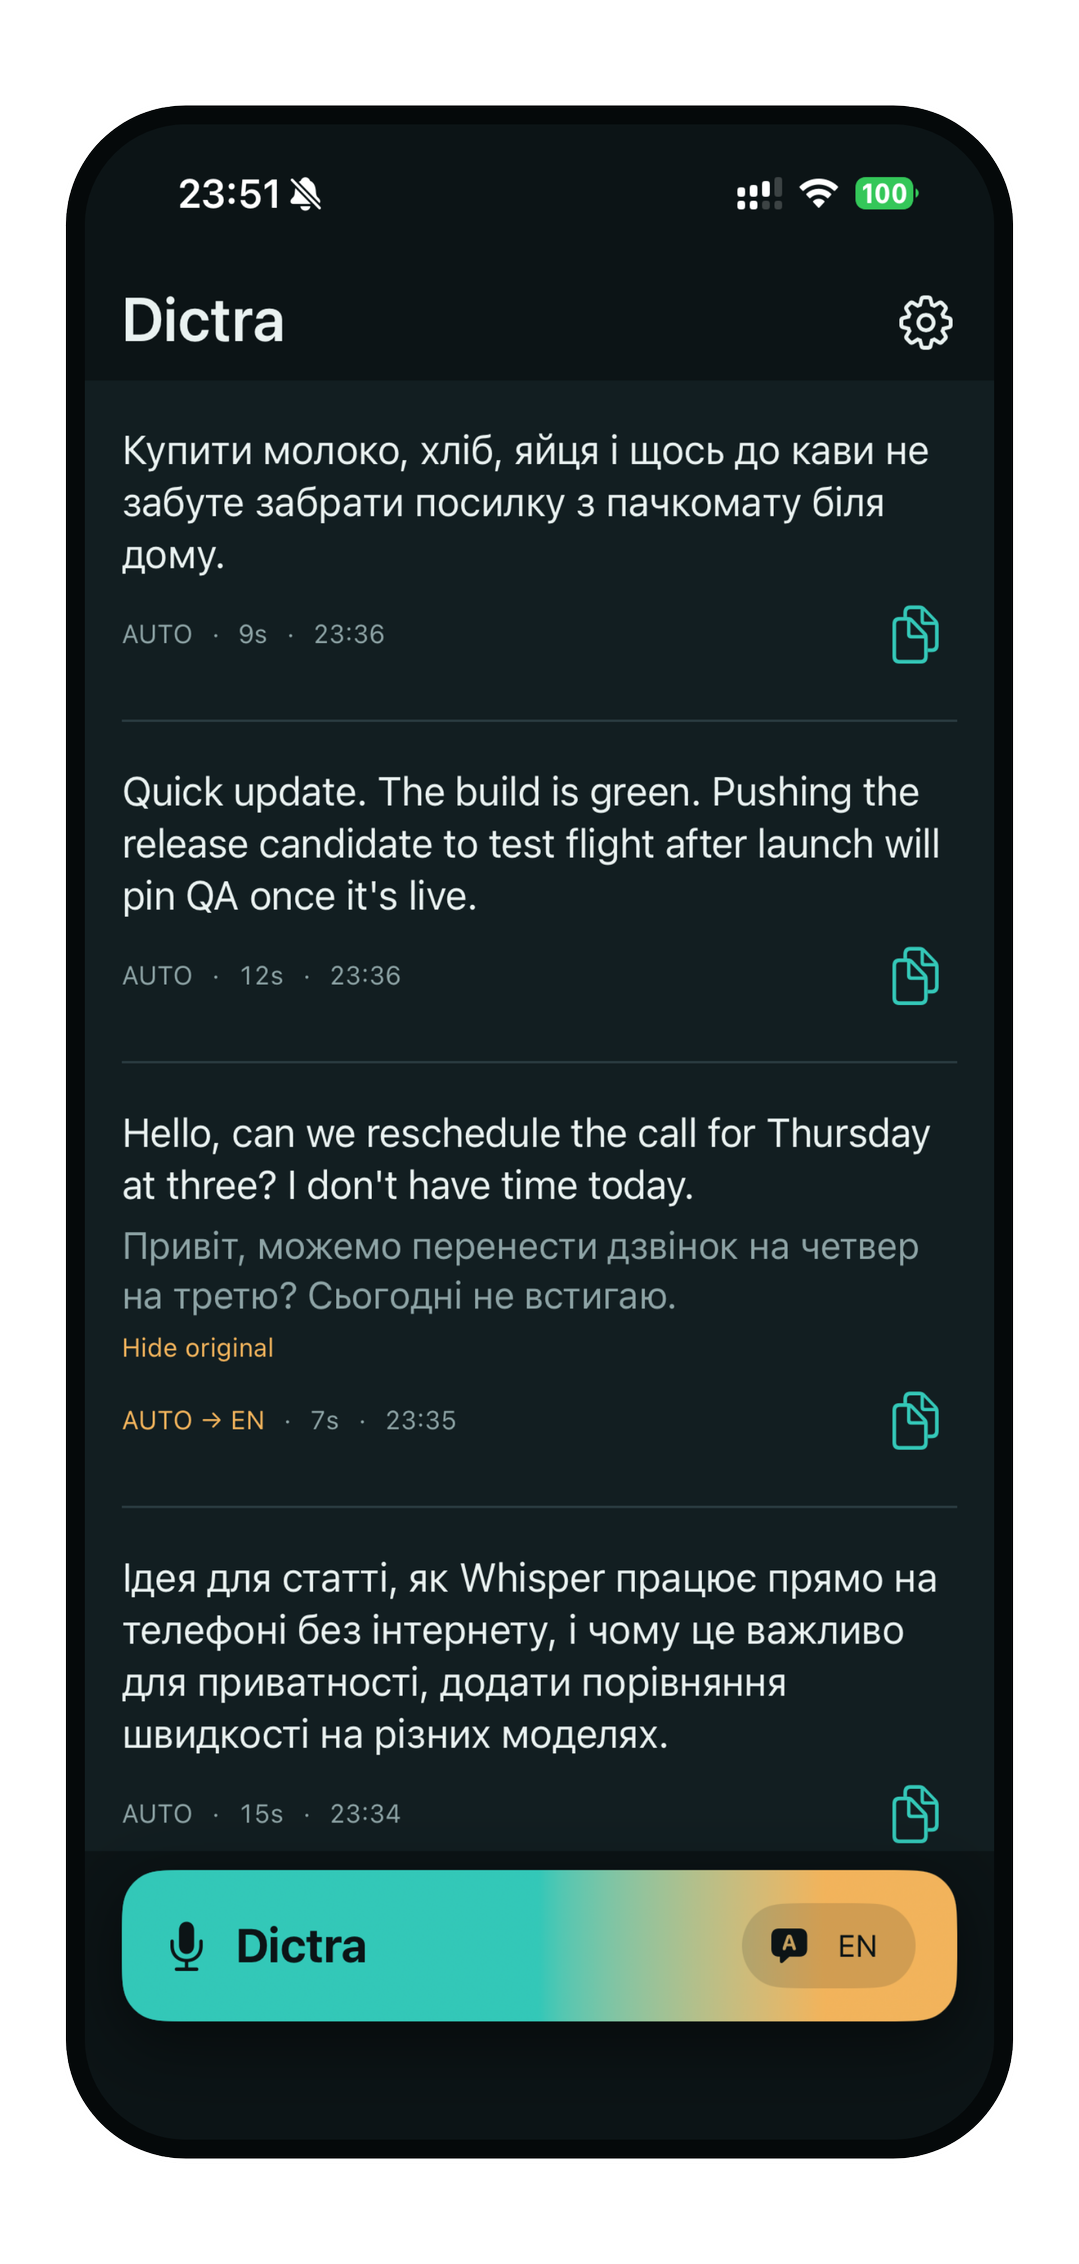 23:51
100
Dictra
Купити молоко, хліб, яйця і щось до кави не
забуте забрати посилку з пачкомату біля
дому.
AUTO · 9s · 23:36
Quick update. The build is green. Pushing the
release candidate to test flight after launch will
pin QA once it's live.
AUTO · 12s · 23:36
Hello, can we reschedule the call for Thursday
at three? I don't have time today.
Привіт, можемо перенести дзвінок на четвер
на третю? Сьогодні не встигаю.
Hide original
AUTO → EN · 7s · 23:35
Ідея для статті, як Whisper працює прямо на
телефоні без інтернету, і чому це важливо
для приватності, додати порівняння
швидкості на різних моделях.
AUTO · 15s · 23:34
Dictra A EN